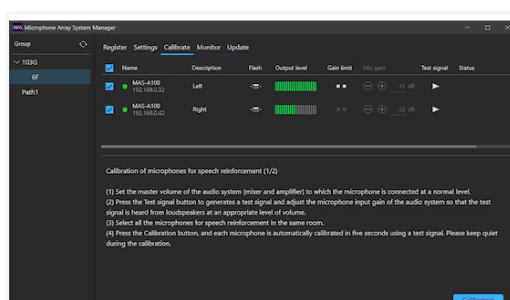 MAS Microphone Array System Manager
Group
Register Settings Calibrate Monitor Update
103G
6F
Path1
Name Description Flash Output level Gain limit Mic gain Test signal Status
MAS-A100
192.168.0.32
Left
-11 dB
MAS-A100
192.168.0.42
Right
-12 dB
Calibration of microphones for speech reinforcement (1/2)
(1) Set the master volume of the audio system (mixer and amplifier) to which the microphone is connected at a normal level.
(2) Press the Test signal button to generates a test signal and adjust the microphone input gain of the audio system so that the test
signal is heard from loudspeakers at an appropriate level of volume.
(3) Select all the microphones for speech reinforcement in the same room.
(4) Press the Calibration button, and each microphone is automatically calibrated in five seconds using a test signal. Please keep quiet
during the calibration.